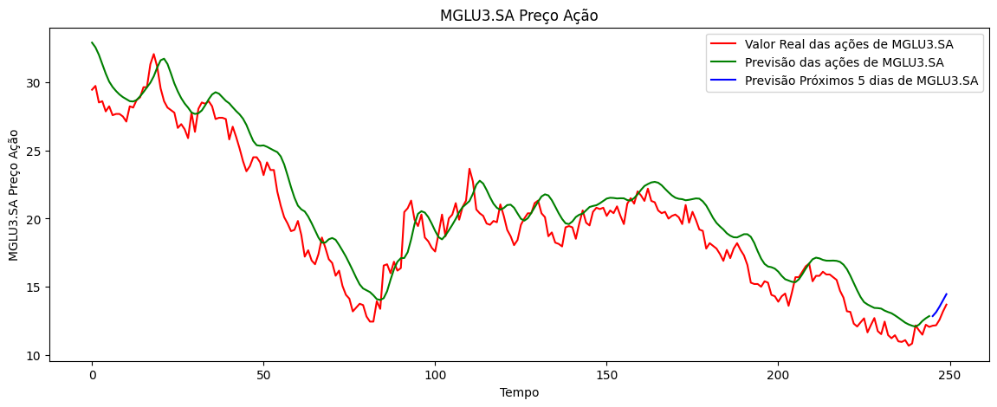 MGLU3.SA Preço Ação
Valor Real das ações de MGLU3.SA
Previsão das ações de MGLU3.SA
Previsão Próximos 5 dias de MGLU3.SA
MGLU3.SA Preço Ação
30
25
20
15
10
0
50
100
150
200
250
Tempo